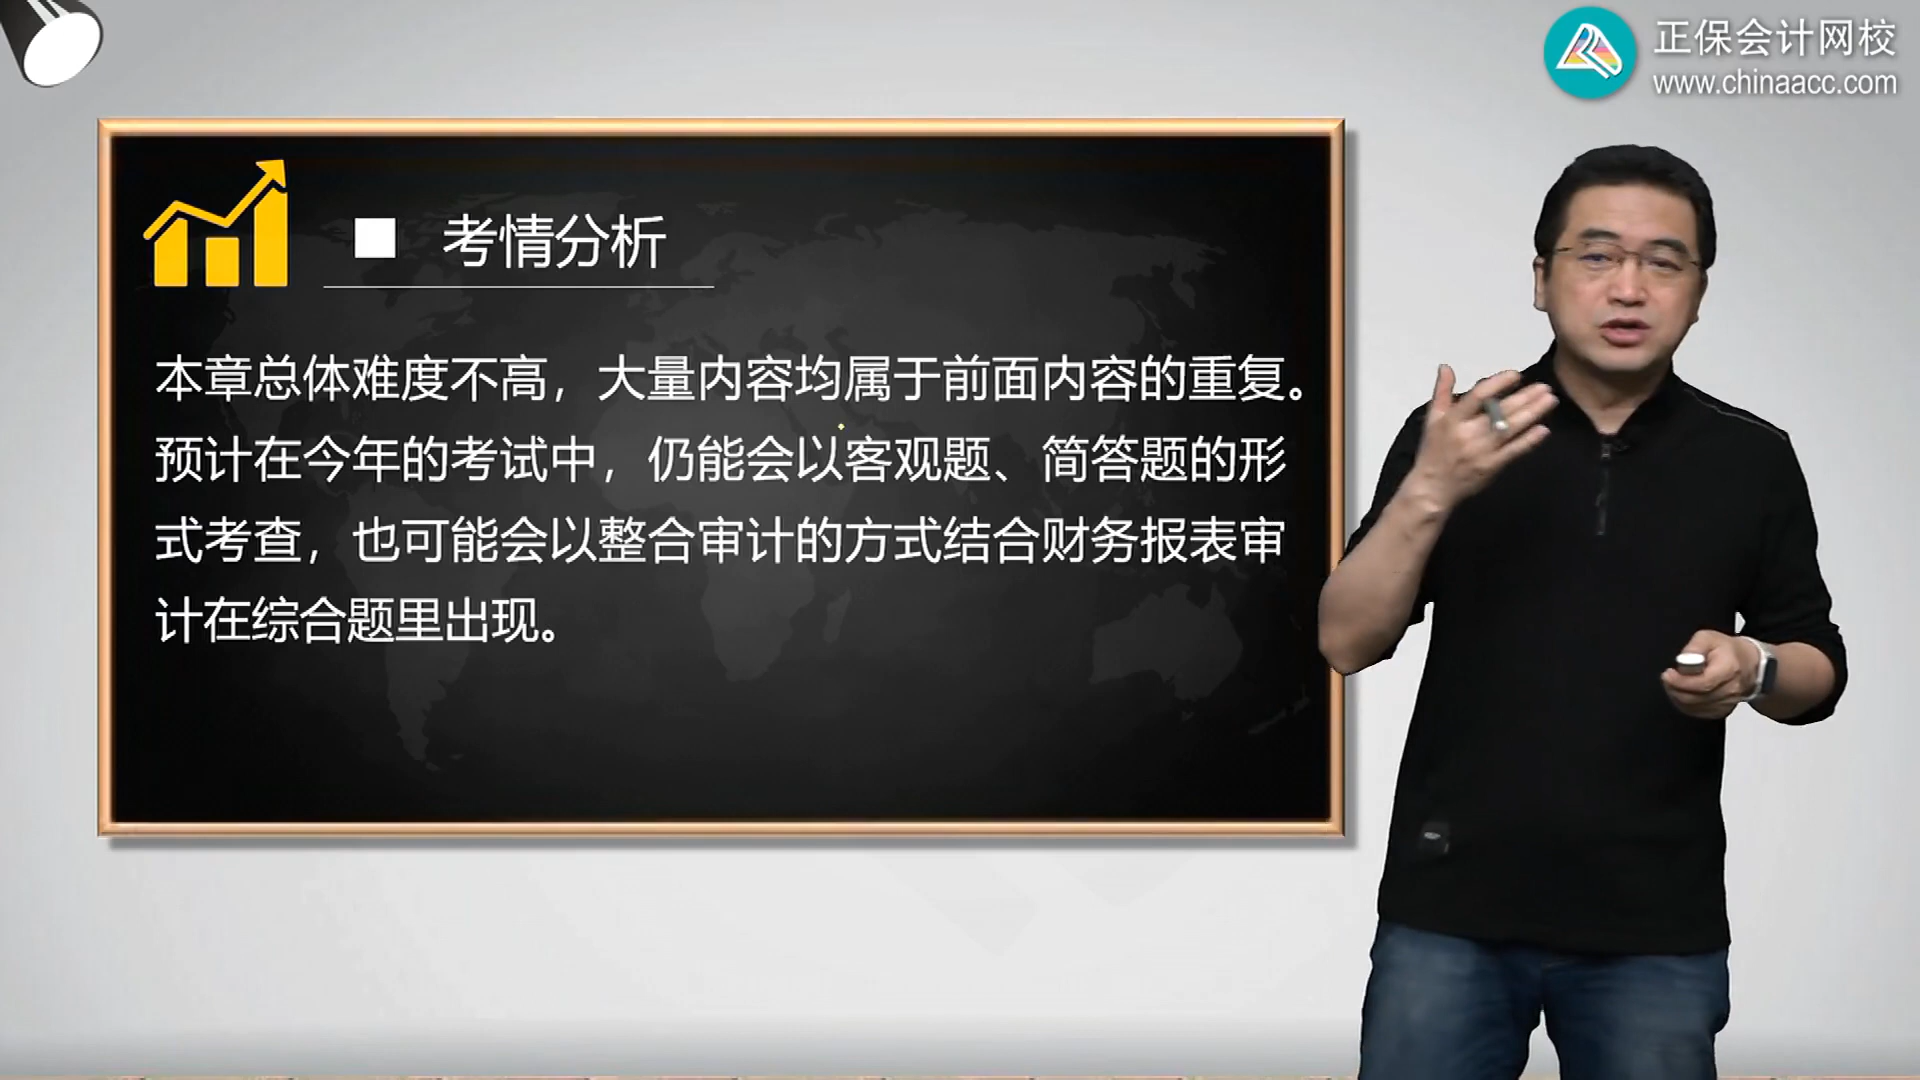 正保会计网校
www.chinaacc.com
考情分析
本章总体难度不高，大量内容均属于前面内容的重复。
预计在今年的考试中，仍能会以客观题、简答题的形
式考查，也可能会以整合审计的方式结合财务报表审
计在综合题里出现。